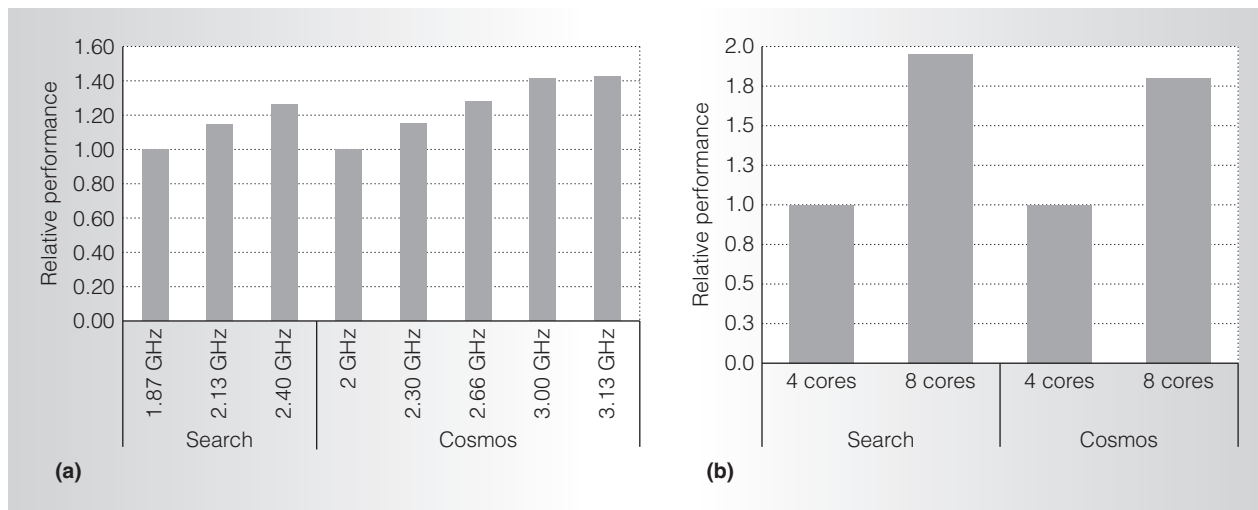 Relative performance
1.60
1.40
1.20
1.00
0.80
0.60
0.40
0.20
0.00
1.87 GHz
2.13 GHz
2.40 GHz
2 GHz
2.30 GHz
2.66 GHz
3.00 GHz
3.13 GHz
Search
Cosmos
(a)
Relative performance
2.0
1.8
1.5
1.3
1.0
0.8
0.5
0.3
0.0
4 cores
8 cores
4 cores
8 cores
Search
Cosmos
(b)